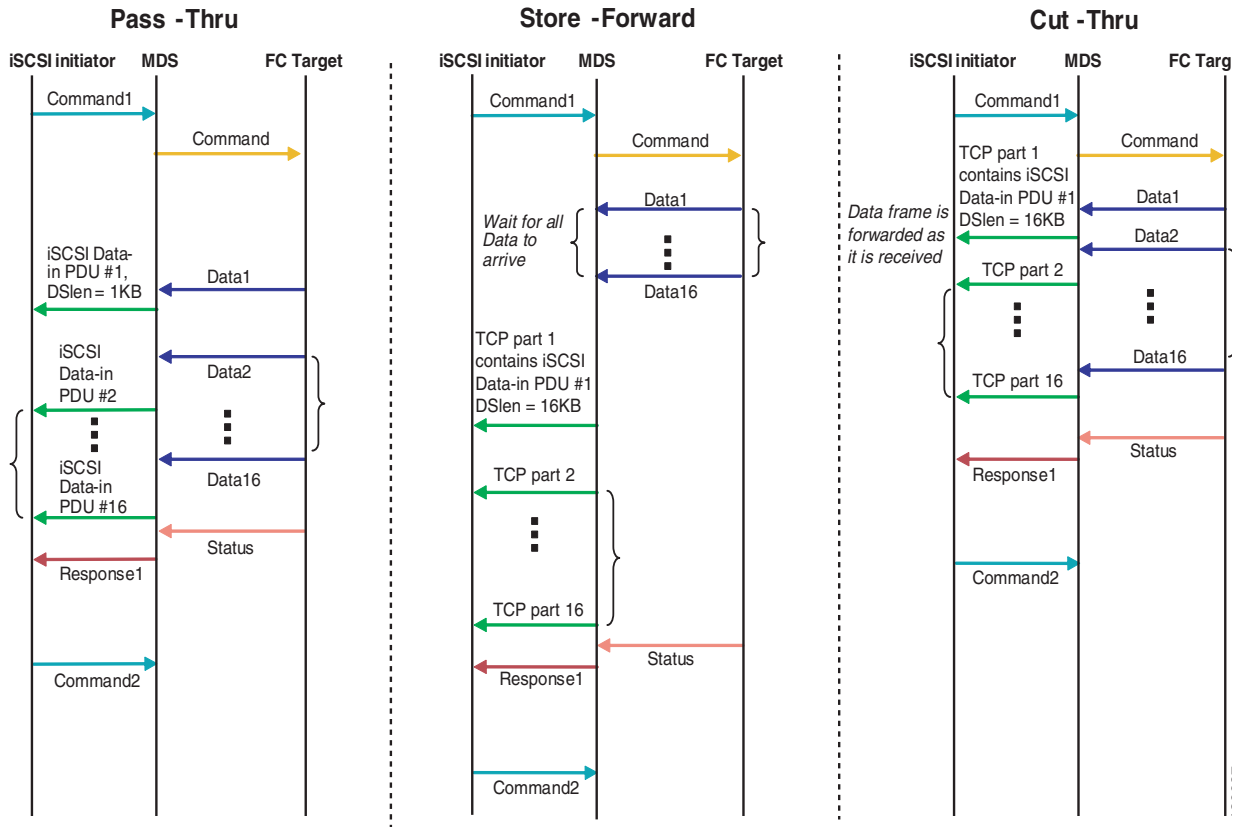 Pass -Thru
iSCSI initiator MDS FC Target
Command1
Command
iSCSI Data-
in PDU #1,
DSlen = 1KB
Data1
iSCSI
Data-in
PDU #2
Data2
iSCSI
Data-in
PDU #16
Data16
Status
Response1
Command2
Store -Forward
iSCSI initiator MDS FC Target
Command1
Command
Data1
Wait for all
Data to
arrive
Data16
TCP part 1
contains iSCSI
Data-in PDU #1
DSlen = 16KB
TCP part 2
TCP part 16
Status
Response1
Command2
Cut -Thru
iSCSI initiator MDS FC Targ
Command1
Command
TCP part 1
contains iSCSI
Data-in PDU #1
DSlen = 16KB
Data1
Data frame is
forwarded as
it is received
Data2
TCP part 2
Data16
TCP part 16
Status
Response1
Command2